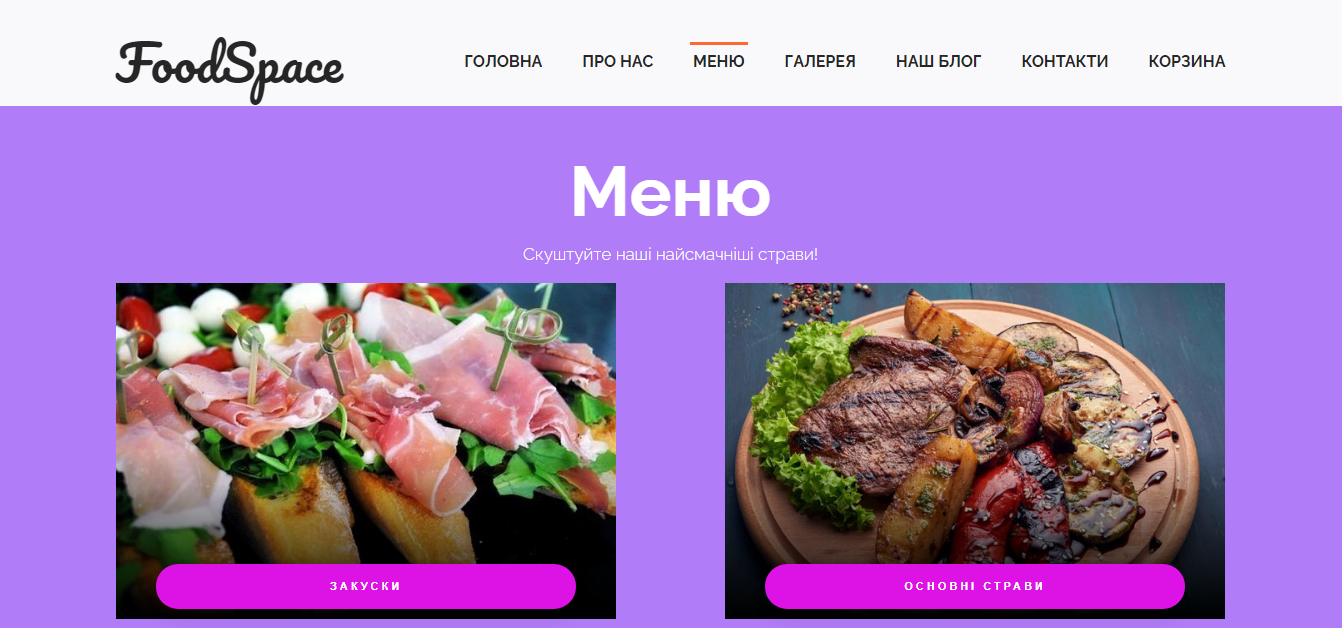 FoodSpace
ГОЛОВНА ПРО НАС МЕНЮ ГАЛЕРЕЯ НАШ БЛОГ КОНТАКТИ КОРЗИНА
Меню
Скуштуйте наші найсмачніші страви!
ЗАКУСКИ
ОСНОВНІ СТРАВИ